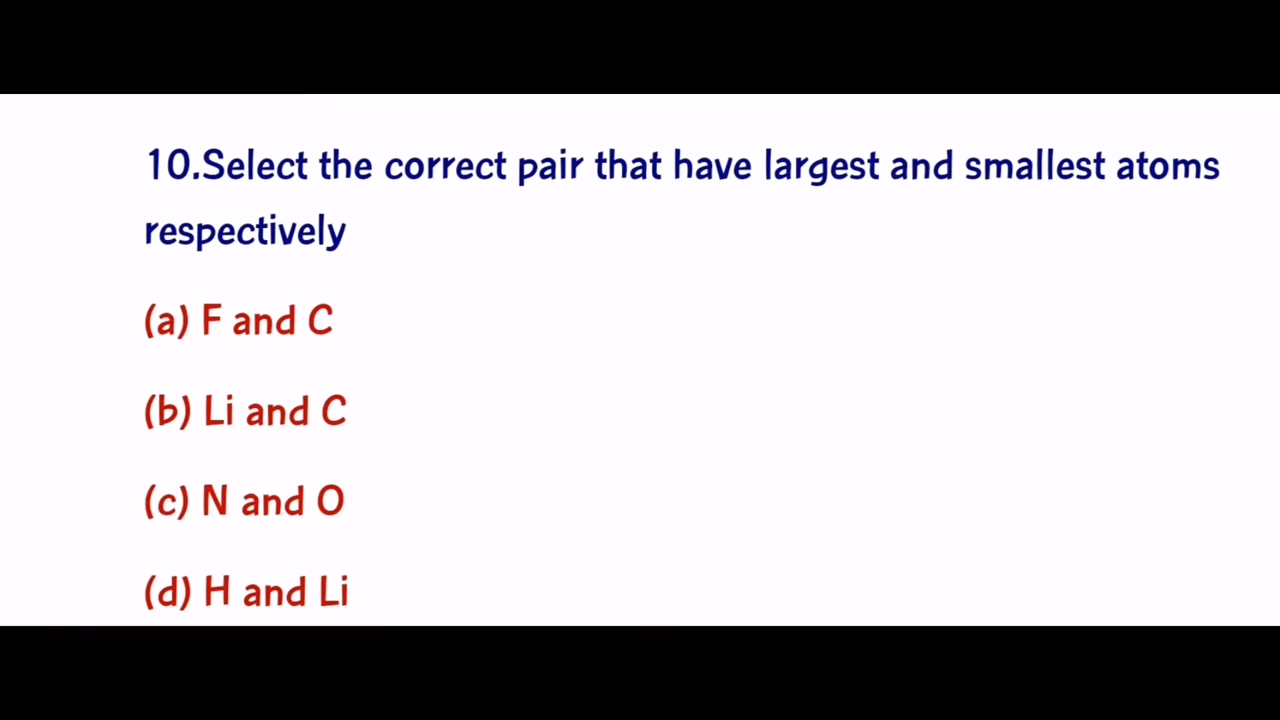 10.Select the correct pair that have largest and smallest atoms
respectively
(a) F and C
(b) Li and C
(c) N and O
(d) H and Li